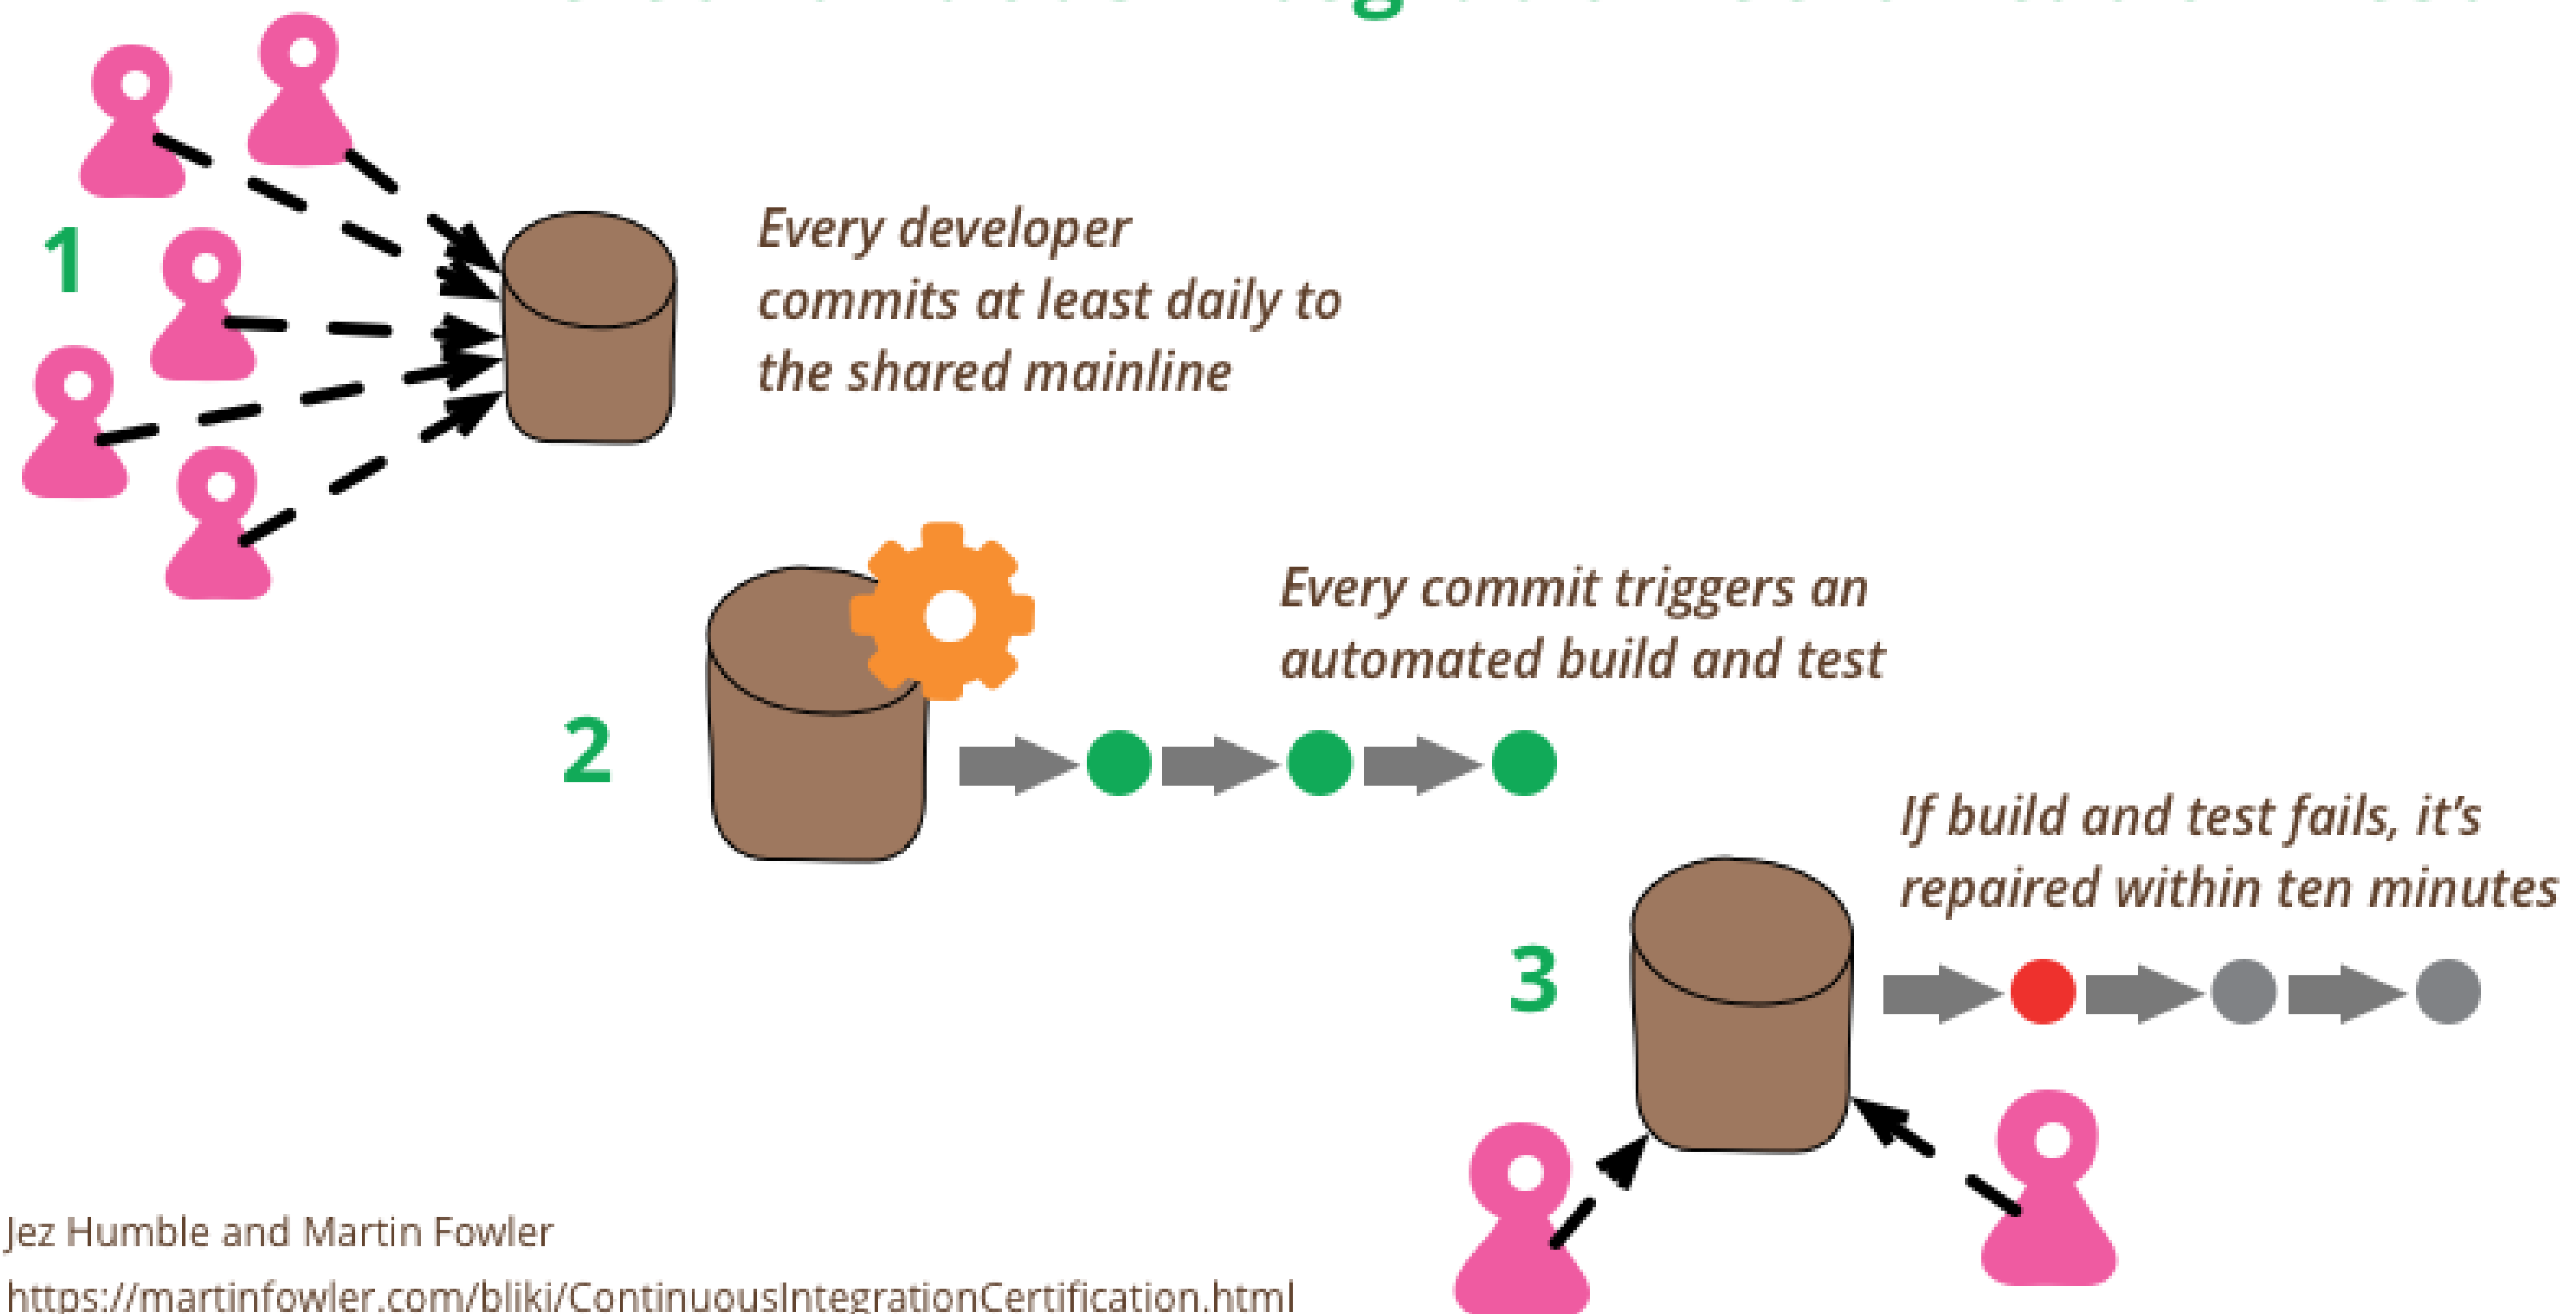 1
Every developer
commits at least daily to
the shared mainline
2
Every commit triggers an
automated build and test
3
If build and test fails, it's
repaired within ten minutes
Jez Humble and Martin Fowler
https://martinfowler.com/bliki/ContinuousIntegrationCertification.html